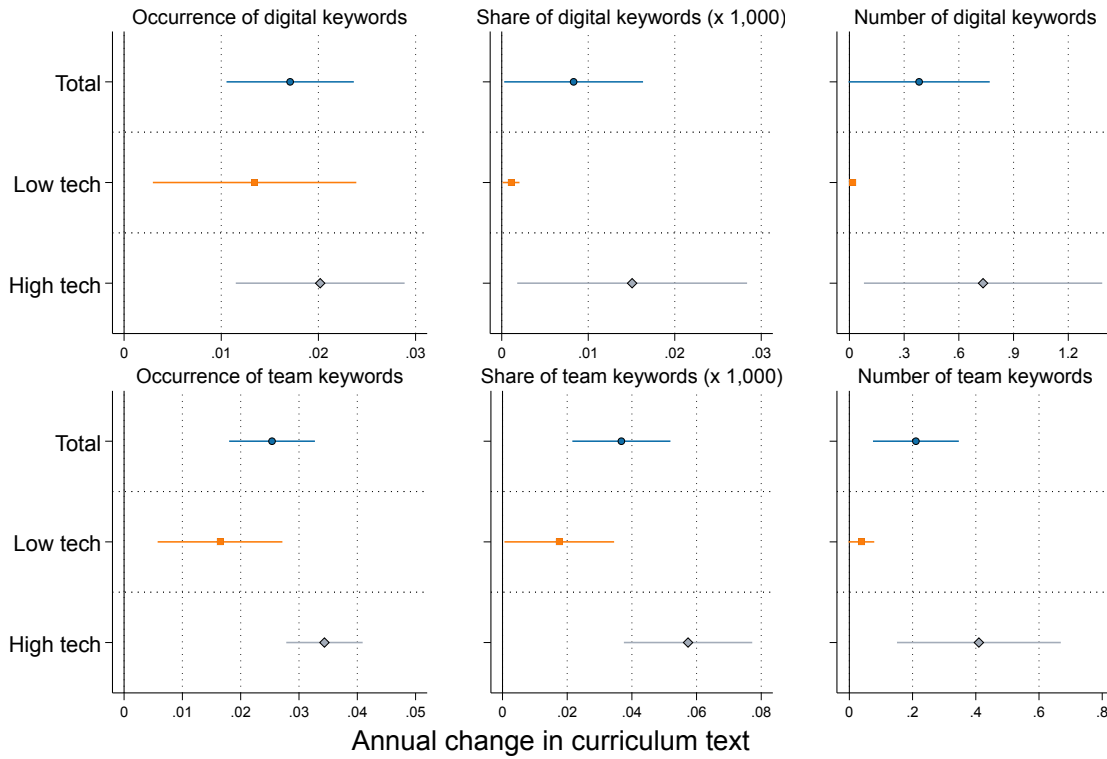 Occurrence of digital keywords
Share of digital keywords (x 1,000)
Number of digital keywords
Total
Low tech
High tech
0 .01 .02 .03
0 .01 .02 .03
0 .3 .6 .9 1.2
Occurrence of team keywords
Share of team keywords (x 1,000)
Number of team keywords
Total
Low tech
High tech
0 .01 .02 .03 .04 .05
0 .02 .04 .06 .08
0 .2 .4 .6 .8
Annual change in curriculum text